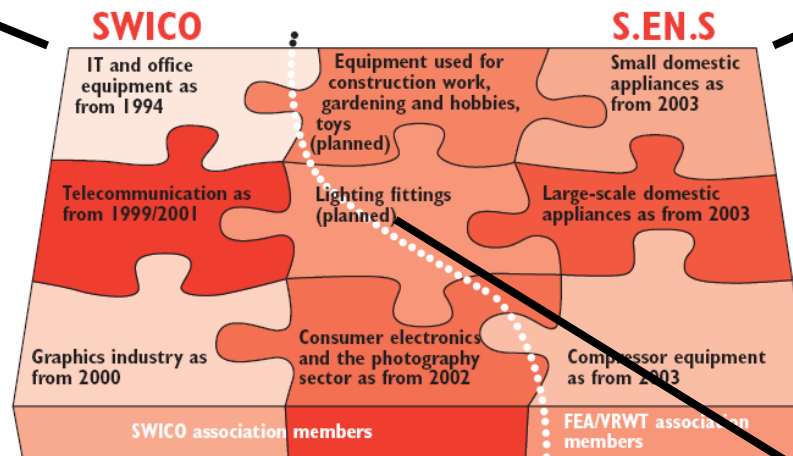 SWICO
S.EN.S
IT and office
equipment as
from 1994
Equipment used for
construction work,
gardening and hobbies,
toys
(planned)
Small domestic
appliances as
from 2003
Telecommunication as
from 1999/2001
Lighting fittings
(planned)
Large-scale domestic
appliances as from 2003
Graphics industry as
from 2000
Consumer electronics
and the photography
sector as from 2002
Compressor equipment
as from 2003
SWICO association members
FEA/VRWT association
members